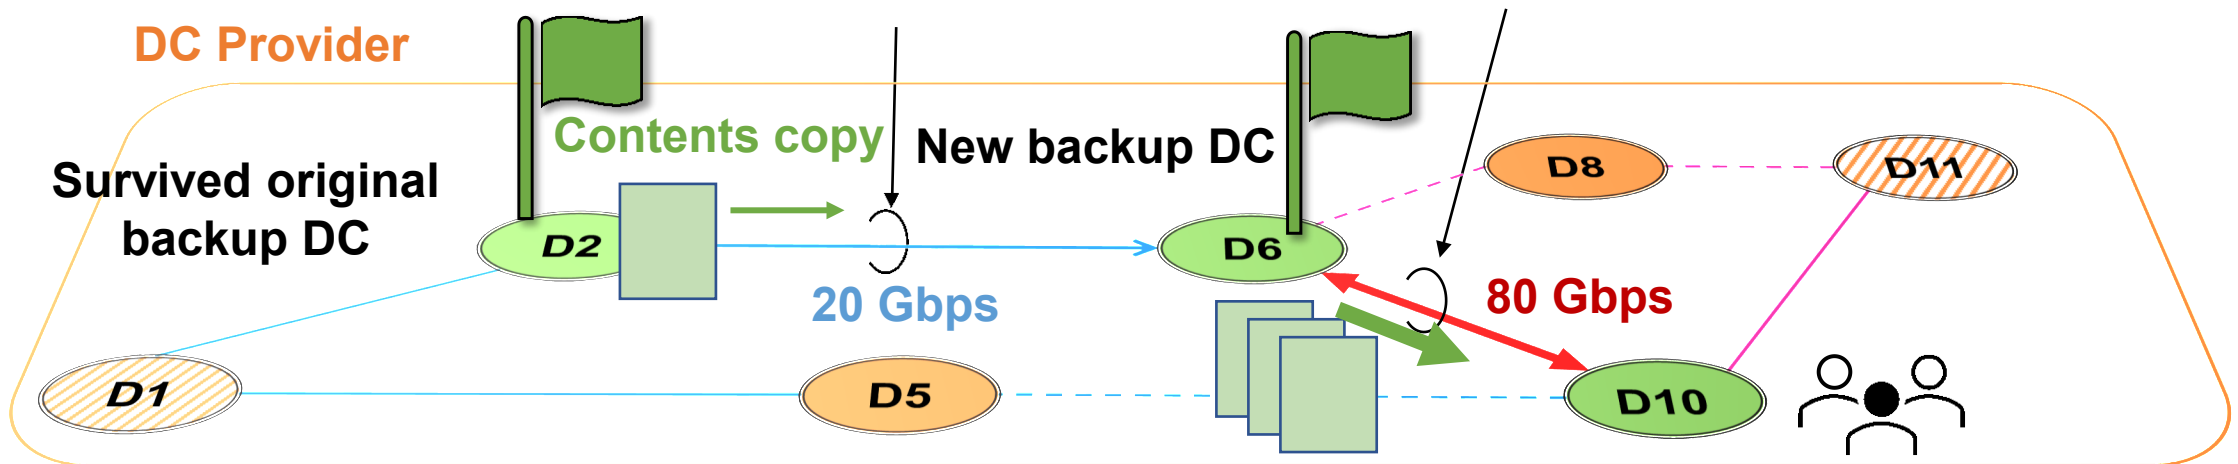 DC Provider
Contents copy
New backup DC
Survived original
backup DC
D8
D11
D2
D6
20 Gbps
80 Gbps
D1
D5
D10